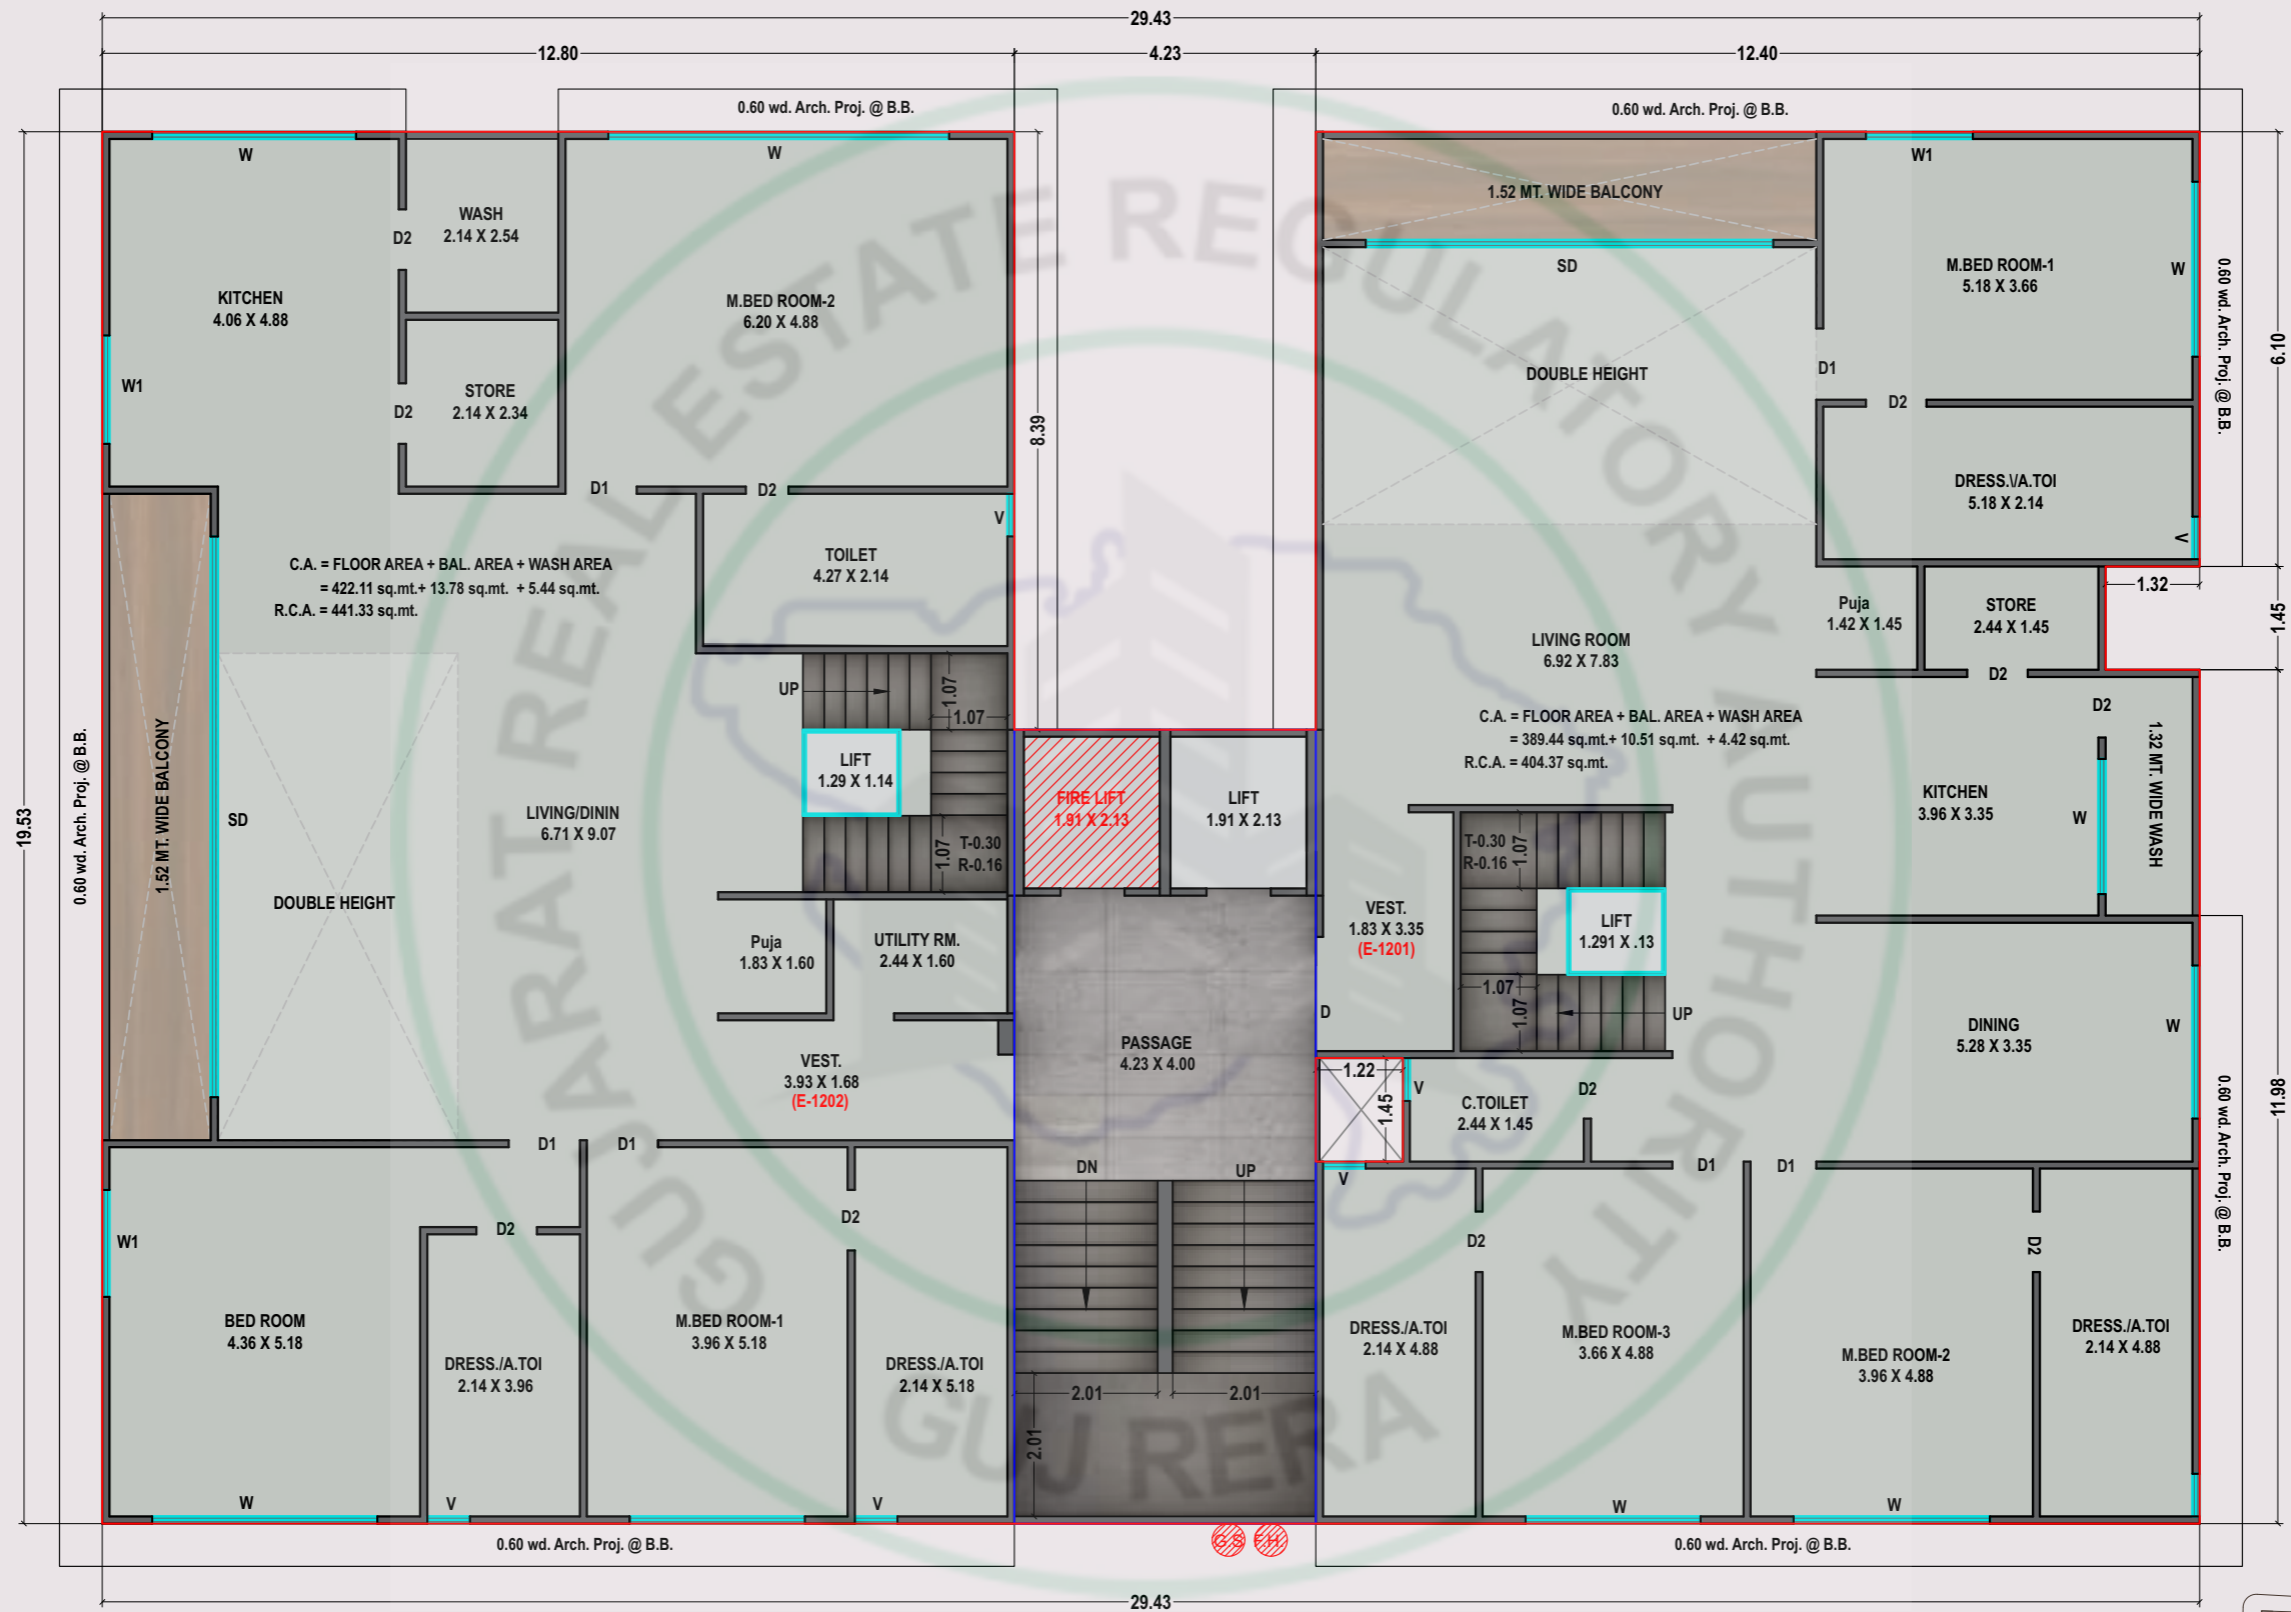 29.43
12.80
4.23
12.40
0.60 wd. Arch. Proj. @ B.B.
0.60 wd. Arch. Proj. @ B.B.
W
W
W1
1.52 MT. WIDE BALCONY
WASH
2.14 X 2.54
D2
SD
M.BED ROOM-1
5.18 X 3.66
W
0.60 wd. Arch. Proj. @ B.B.
6.10
KITCHEN
4.06 X 4.88
M.BED ROOM-2
6.20 X 4.88
DOUBLE HEIGHT
D1
W1
STORE
2.14 X 2.34
D2
8.39
D2
D1
D2
V
DRESS.\/A.TOI
5.18 X 2.14
V
TOILET
4.27 X 2.14
C.A. = FLOOR AREA + BAL. AREA + WASH AREA
= 422.11 sq.mt.+ 13.78 sq.mt. + 5.44 sq.mt.
R.C.A. = 441.33 sq.mt.
1.32
1.45
Puja
1.42 X 1.45
STORE
2.44 X 1.45
LIVING ROOM
6.92 X 7.83
D2
UP
1.07
1.07
D2
C.A. = FLOOR AREA + BAL. AREA + WASH AREA
= 389.44 sq.mt.+ 10.51 sq.mt. + 4.42 sq.mt.
R.C.A. = 404.37 sq.mt.
LIFT
1.29 X 1.14
FIRE LIFT
1.91 X 2.13
LIFT
1.91 X 2.13
KITCHEN
3.96 X 3.35
W
1.32 MT. WIDE WASH
19.53
0.60 wd. Arch. Proj. @ B.B.
1.52 MT. WIDE BALCONY
SD
LIVING/DININ
6.71 X 9.07
1.07
T-0.30
R-0.16
T-0.30
R-0.16
1.07
DOUBLE HEIGHT
VEST.
1.83 X 3.35
(E-1201)
LIFT
1.291 X .13
Puja
1.83 X 1.60
UTILITY RM.
2.44 X 1.60
1.07
1.07
D
UP
DINING
5.28 X 3.35
W
PASSAGE
4.23 X 4.00
VEST.
3.93 X 1.68
(E-1202)
1.22
1.45
V
C.TOILET
2.44 X 1.45
D2
0.60 wd. Arch. Proj. @ B.B.
11.98
D1
D1
DN
UP
V
D1
D1
W1
D2
D2
D2
D2
BED ROOM
4.36 X 5.18
M.BED ROOM-1
3.96 X 5.18
DRESS./A.TOI
2.14 X 3.96
DRESS./A.TOI
2.14 X 5.18
DRESS./A.TOI
2.14 X 4.88
M.BED ROOM-3
3.66 X 4.88
M.BED ROOM-2
3.96 X 4.88
DRESS./A.TOI
2.14 X 4.88
2.01
2.01
2.01
W
V
V
W
W
0.60 wd. Arch. Proj. @ B.B.
G.S
F.H
0.60 wd. Arch. Proj. @ B.B.
29.43
GUJARAT REAL ESTATE REGULATORY AUTHORITY
GUJ RERA